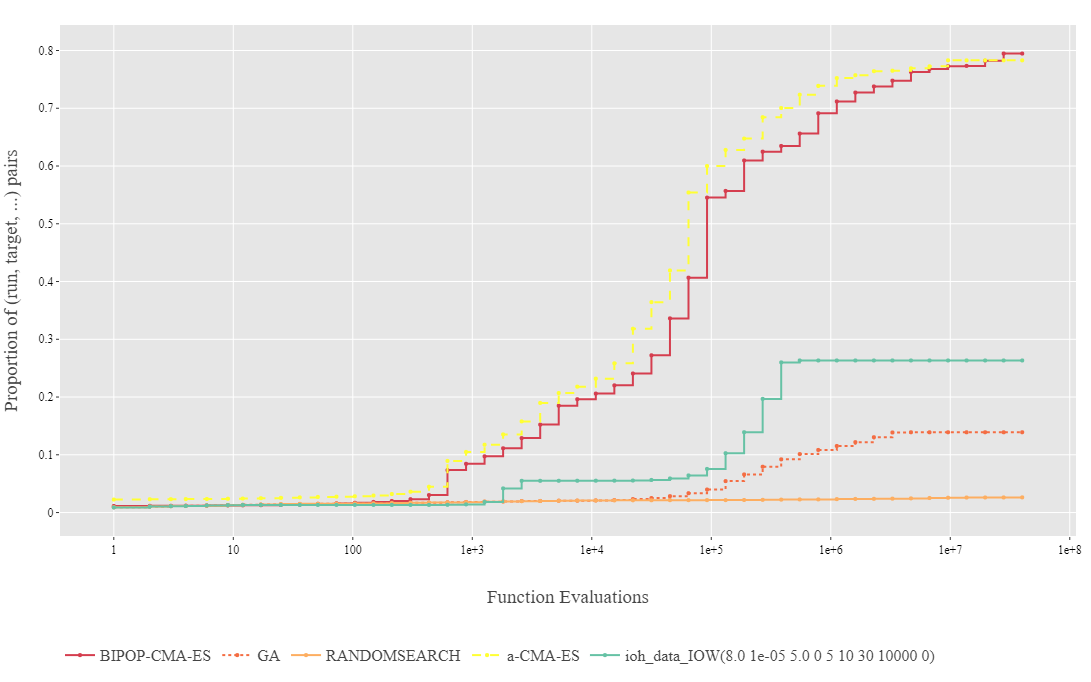 Proportion of (run, target, ...) pairs
0.8
0.7
0.6
0.5
0.4
0.3
0.2
0.1
0
1 10 100 1e+3 1e+4 1e+5 1e+6 1e+7 1e+8
Function Evaluations
BIPOP-CMA-ES GA RANDOMSEARCH a-CMA-ES ioh_data_IOW(8.0 1e-05 5.0 0 5 10 30 10000 0)